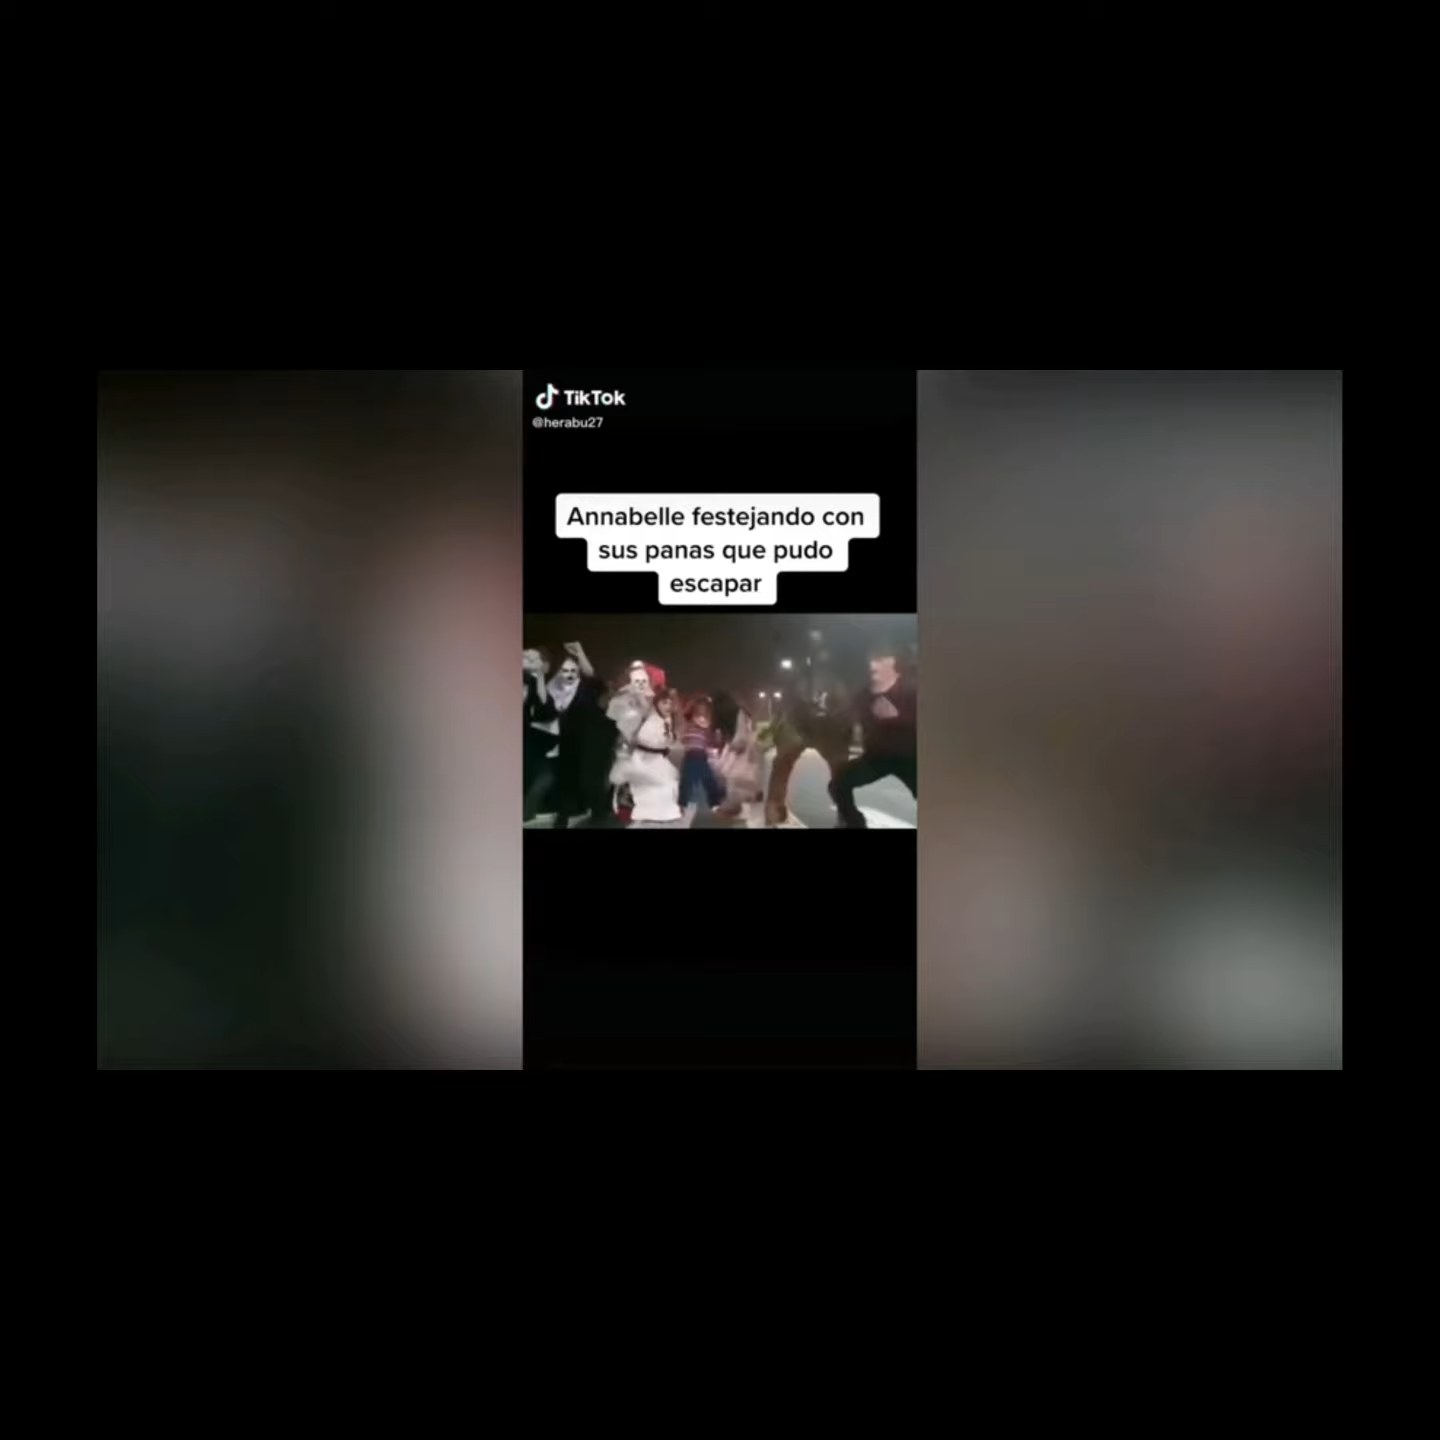 TikTok
@herabu27
Annabelle festejando con
sus panas que pudo
escapar